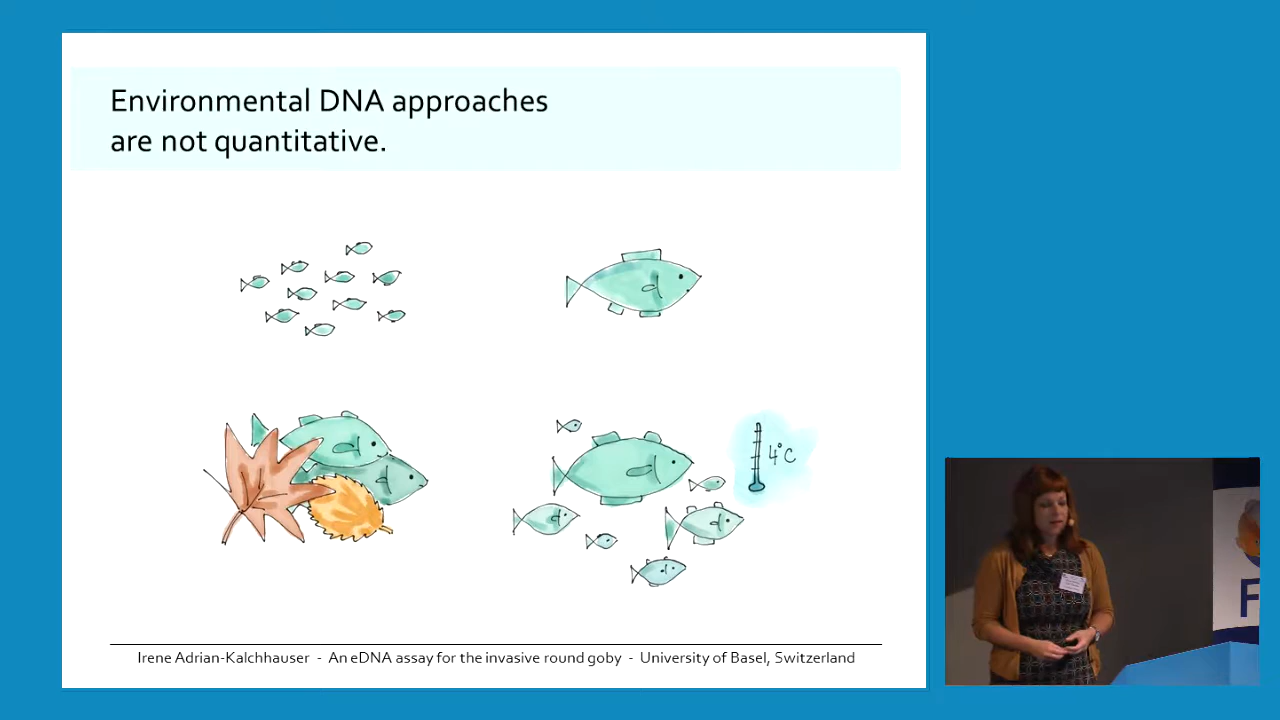 Environmental DNA approaches
are not quantitative.
4°C
Irene Adrian-Kalchhauser - An eDNA assay for the invasive round goby - University of Basel, Switzerland
F